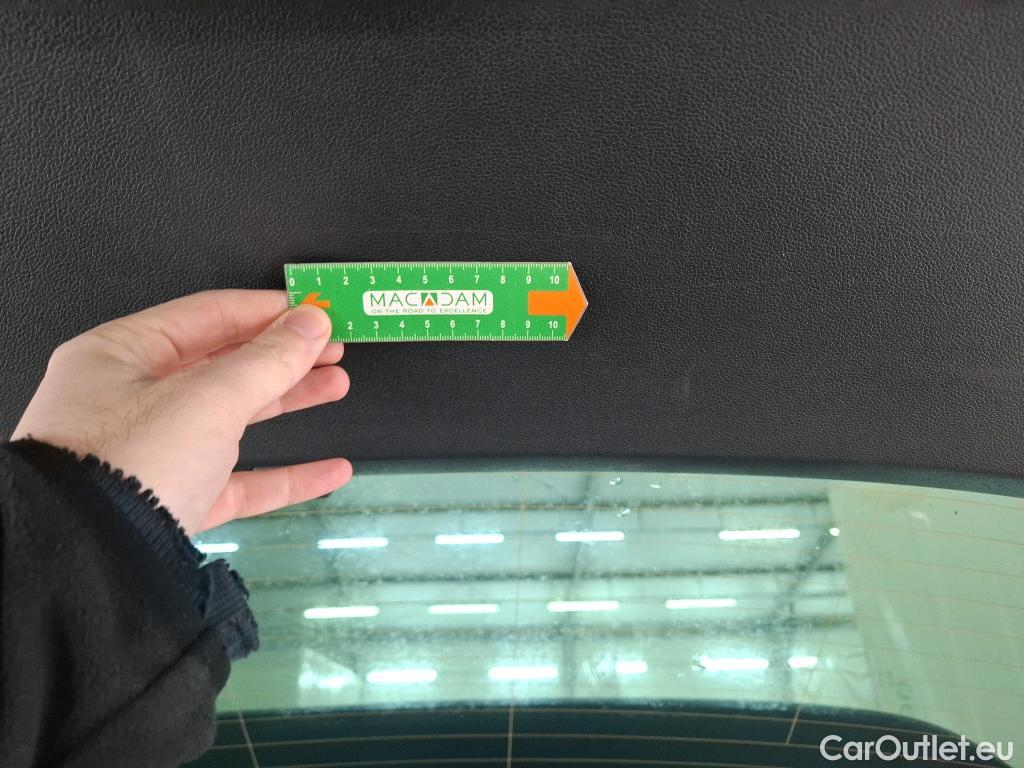 0 1 2 3 4 5 6 7 8 9 10
MACADAM
ON THE ROAD TO EXCELLENCE
2 3 4 5 6 7 8 9 10
CarOutlet.eu